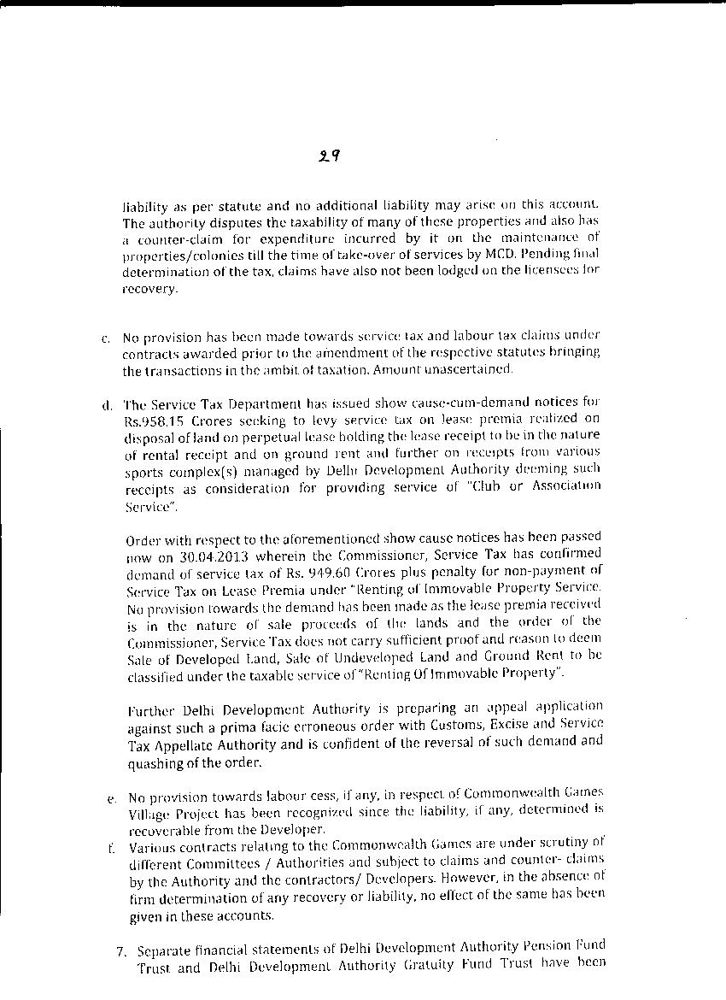 29
liability as per statute and no additional liability may arise on this account.
The authority disputes the taxability of many of these properties and also has
a counter-claim for expenditure incurred by it on the maintenance of
properties/colonies till the time of take-over of services by MCD. Pending final
determination of the tax, claims have also not been lodged on the licensees for
recovery.
c. No provision has been made towards service tax and labour tax claims under
contracts awarded prior to the amendment of the respective statutes bringing
the transactions in the ambit of taxation. Amount unascertained.
d. The Service Tax Department has issued show cause-cum-demand notices for
Rs.958.15 Crores seeking to levy service tax on lease premia realized on
disposal of land on perpetual lease holding the lease receipt to be in the nature
of rental receipt and on ground rent and further on receipts from various
sports complex(s) managed by Delhi Development Authority deeming such
receipts as consideration for providing service of "Club or Association
Service".
Order with respect to the aforementioned show cause notices has been passed
now on 30.04.2013 wherein the Commissioner, Service Tax has confirmed
demand of service tax of Rs. 949.60 Crores plus penalty for non-payment of
Service Tax on Lease Premia under "Renting of Immovable Property Service.
No provision towards the demand has been made as the lease premia received
is in the nature of sale proceeds of the lands and the order of the
Commissioner, Service Tax does not carry sufficient proof and reason to deem
Sale of Developed Land, Sale of Undeveloped Land and Ground Rent to be
classified under the taxable service of "Renting Of Immovable Property".
Further Delhi Development Authority is preparing an appeal application
against such a prima facie erroneous order with Customs, Excise and Service
Tax Appellate Authority and is confident of the reversal of such demand and
quashing of the order.
e. No provision towards labour cess, if any, in respect of Commonwealth Games
Village Project has been recognized since the liability, if any, determined is
recoverable from the Developer.
f. Various contracts relating to the Commonwealth Games are under scrutiny of
different Committees / Authorities and subject to claims and counter- claims
by the Authority and the contractors/ Developers. However, in the absence of
firm determination of any recovery or liability, no effect of the same has been
given in these accounts.
7. Separate financial statements of Delhi Development Authority Pension Fund
Trust and Delhi Development Authority Gratuity Fund Trust have been